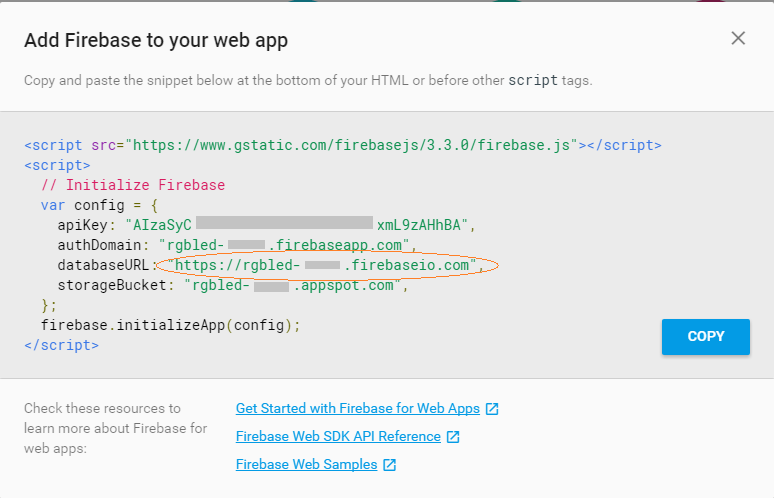 Add Firebase to your web app
Copy and paste the snippet below at the bottom of your HTML or before other script tags.
<script src="https://www.gstatic.com/firebasejs/3.3.0/firebase.js"></script>
<script>
// Initialize Firebase
var config = {
apiKey: "AIzaSyC xmL9zAHhBA",
authDomain: "rgbled- .firebaseapp.com",
databaseURL: "https://rgbled- .firebaseio.com",
storageBucket: "rgbled- .appspot.com",
};
firebase.initializeApp(config);
</script>
COPY
Check these resources to
learn more about Firebase for
web apps:
Get Started with Firebase for Web Apps
Firebase Web SDK API Reference
Firebase Web Samples